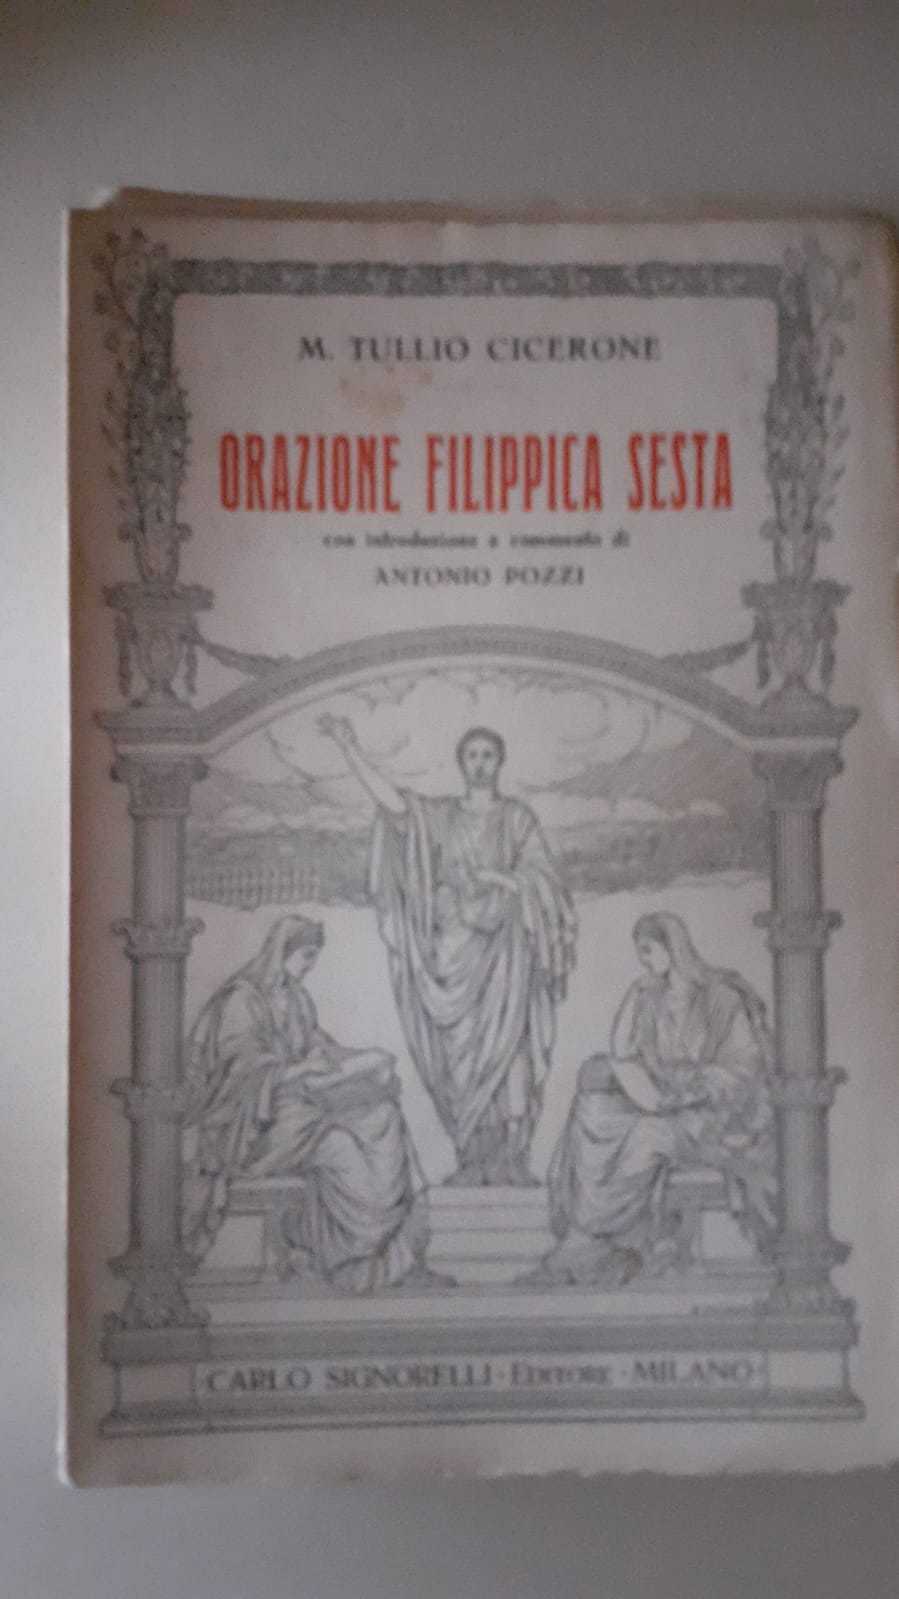 M. TULLIO CICERONE
ORAZIONE FILIPPICA SESTA
con introduzione e commento di
ANTONIO POZZI
CARLO SIGNORELLI · EDITORE · MILANO